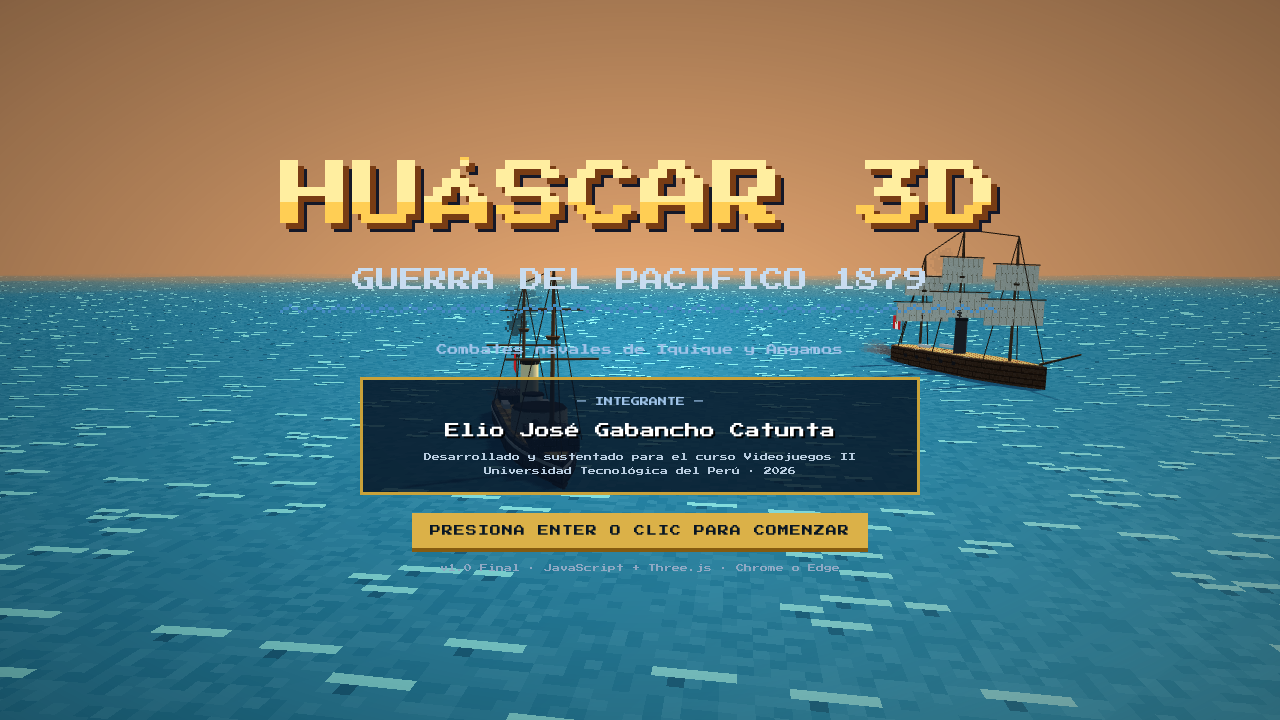 HUÁSCAR 3D
GUERRA DEL PACIFICO 1879
Combates navales de Iquique y Angamos
— INTEGRANTE —
Elio José Gabancho Catunta
Desarrollado y sustentado para el curso Videojuegos II
Universidad Tecnológica del Perú · 2026
PRESIONA ENTER O CLIC PARA COMENZAR
v1.0 Final · JavaScript + Three.js · Chrome o Edge